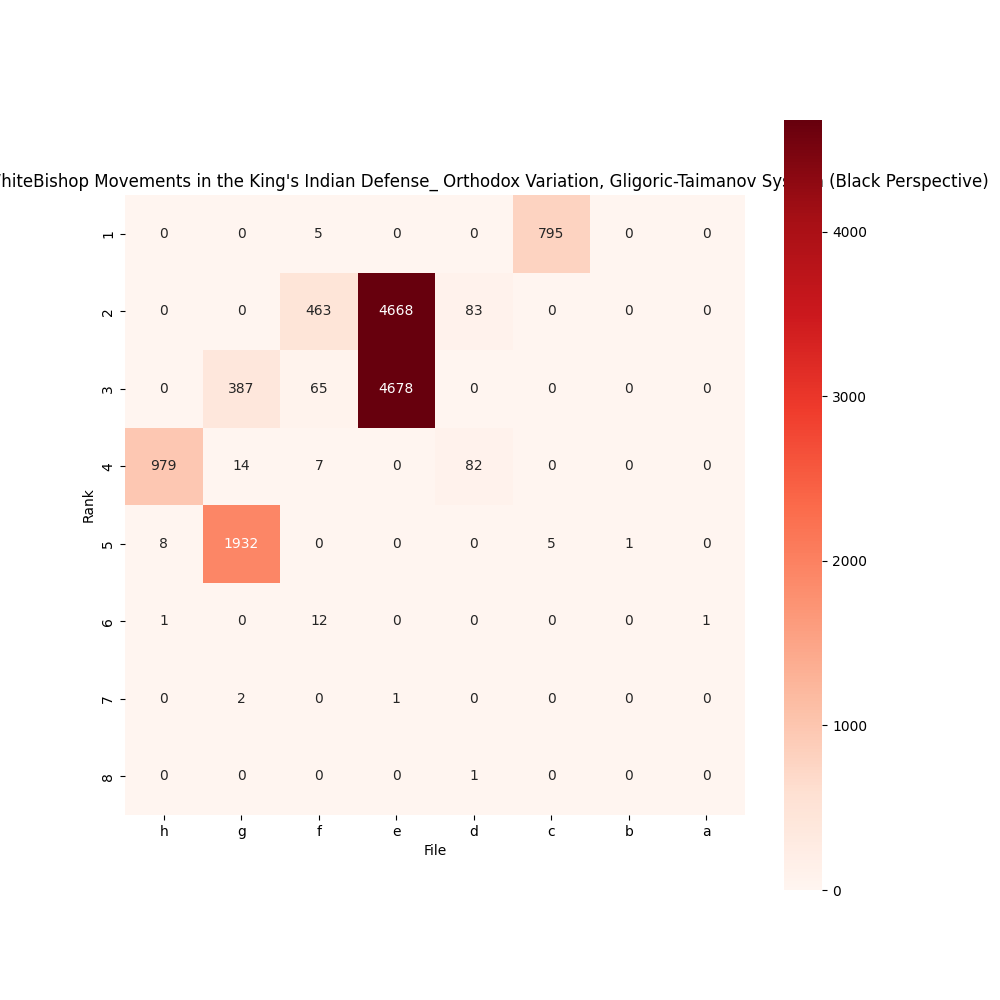 hiteBishop Movements in the King's Indian Defense_ Orthodox Variation, Gligoric-Taimanov System (Black Perspective)
1 0 0 5 0 0 795 0 0
2 0 0 463 4668 83 0 0 0
3 0 387 65 4678 0 0 0 0
4 979 14 7 0 82 0 0 0
5 8 1932 0 0 0 5 1 0
6 1 0 12 0 0 0 0 1
7 0 2 0 1 0 0 0 0
8 0 0 0 0 1 0 0 0
h g f e d c b a
File
Rank
4000
3000
2000
1000
0